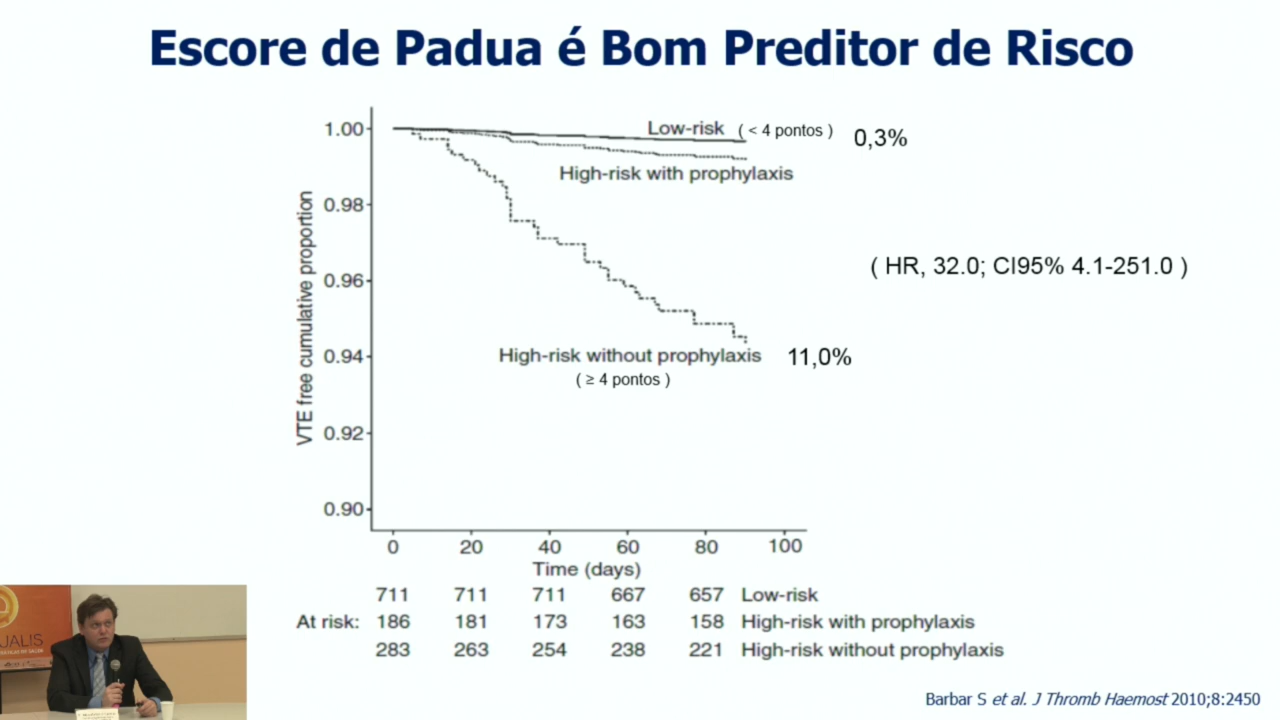 Escore de Padua é Bom Preditor de Risco
VTE free cumulative proportion
1.00
0.98
0.96
0.94
0.92
0.90
Low-risk ( < 4 pontos ) 0,3%
High-risk with prophylaxis
( HR, 32.0; CI95% 4.1-251.0 )
High-risk without prophylaxis 11,0%
( ≥ 4 pontos )
0 20 40 60 80 100
Time (days)
711 711 711 667 657 Low-risk
At risk: 186 181 173 163 158 High-risk with prophylaxis
283 263 254 238 221 High-risk without prophylaxis
JALIS
Barbar S et al. J Thromb Haemost 2010;8:2450